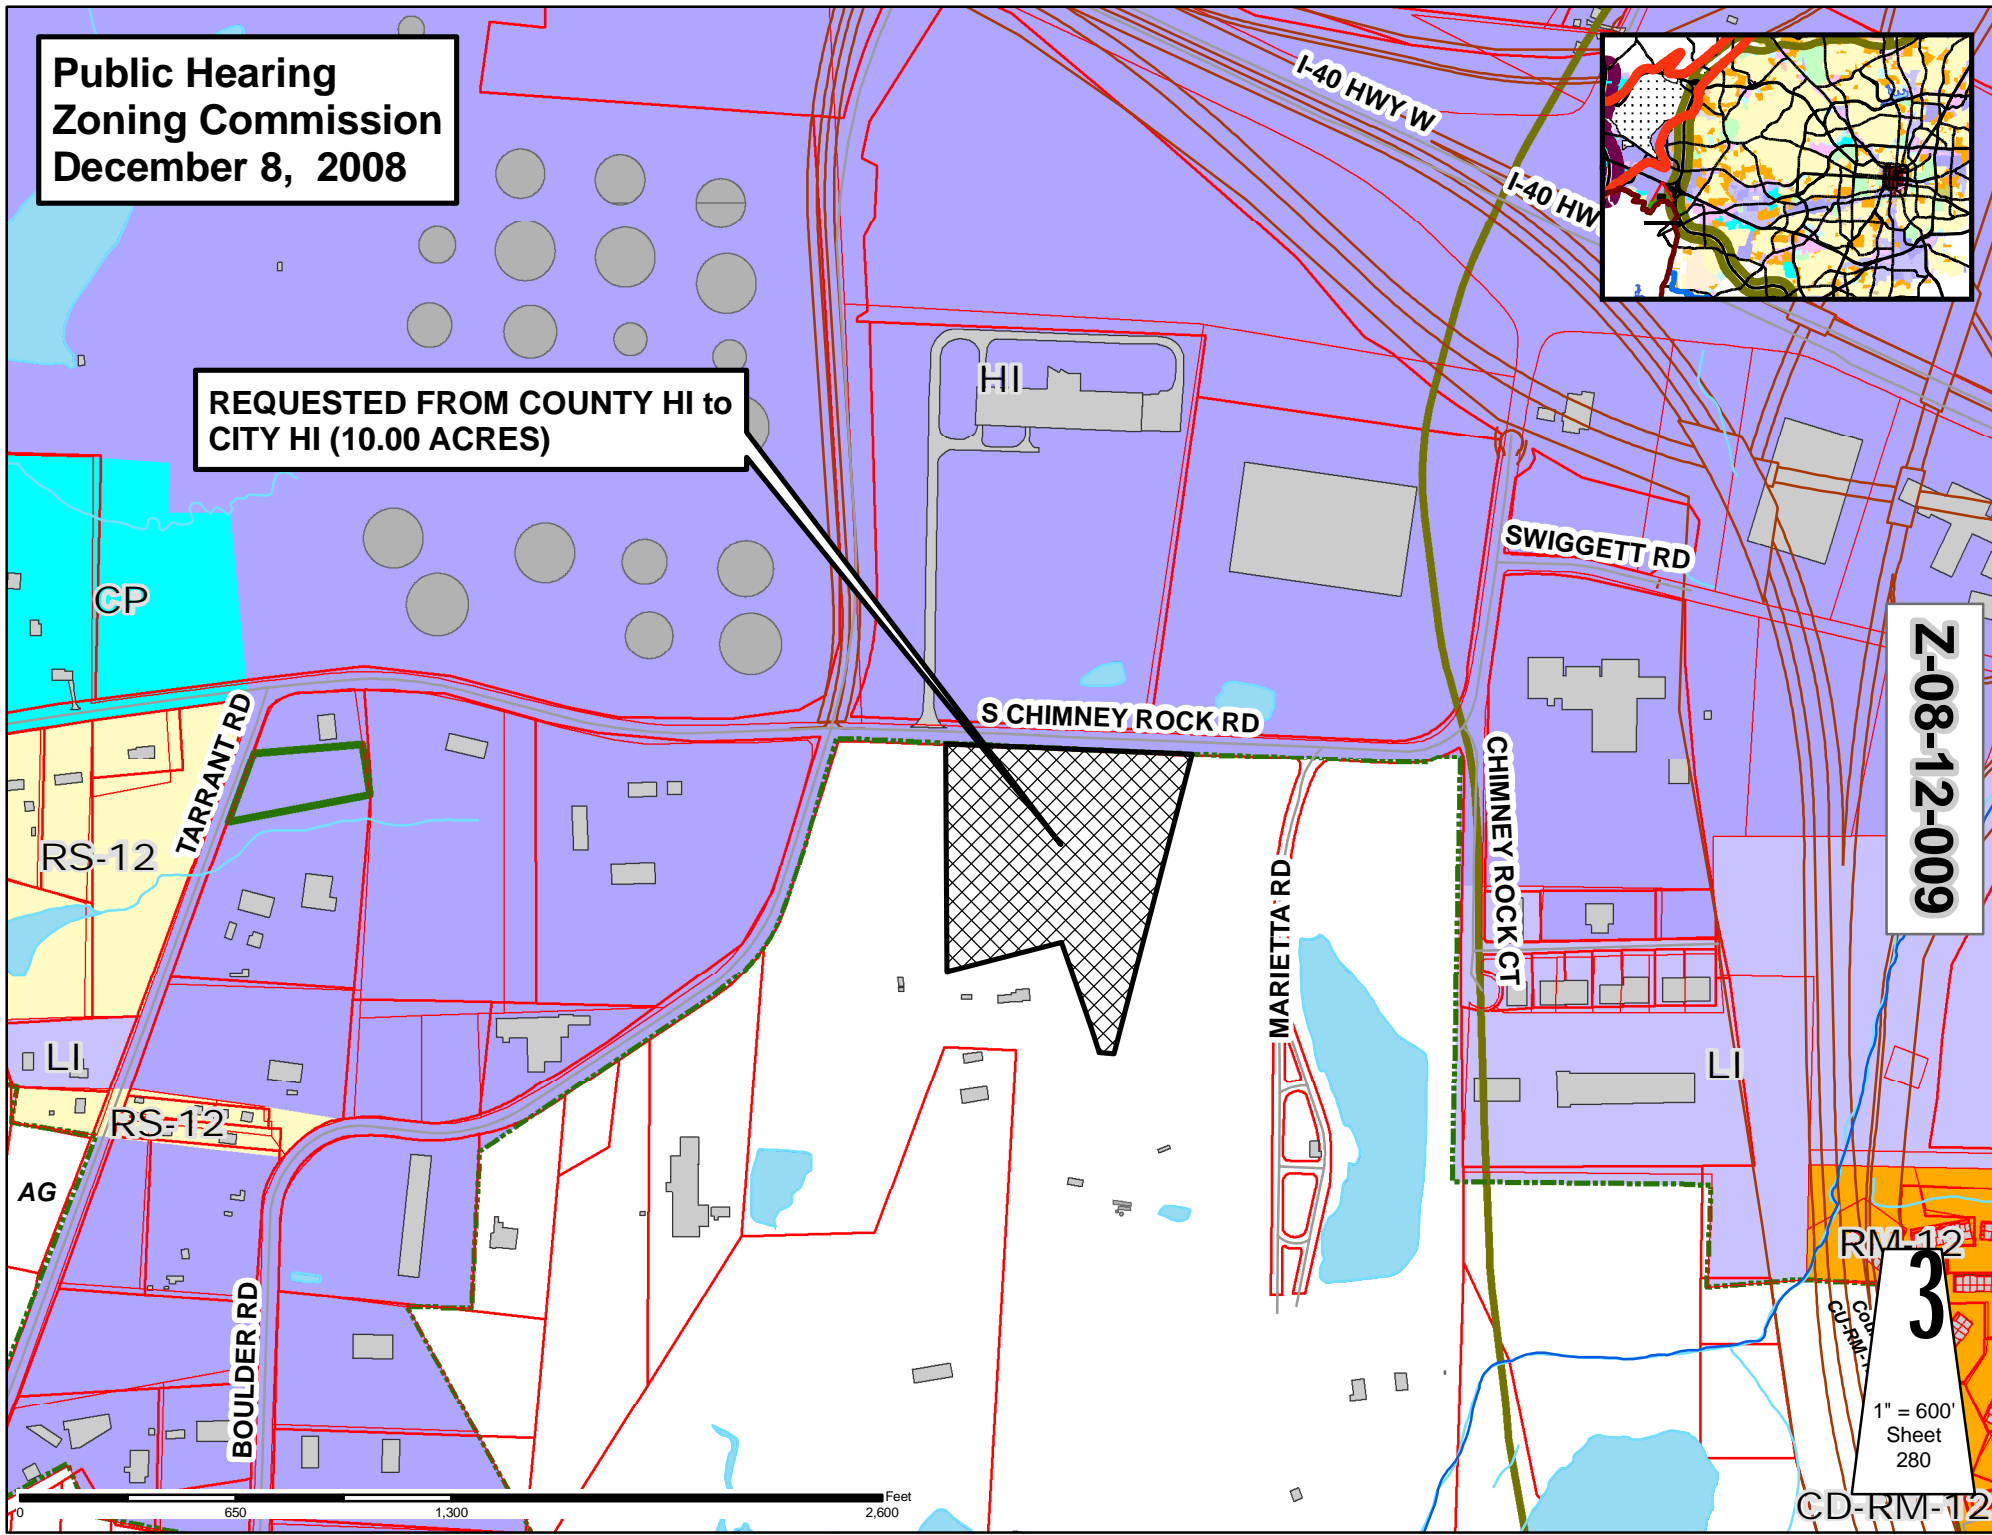 Public Hearing
Zoning Commission
December 8, 2008
I-40 HWY W
I-40 HW
REQUESTED FROM COUNTY HI to
CITY HI (10.00 ACRES)
HI
SWIGGETT RD
CP
Z-08-12-009
S CHIMNEY ROCK RD
TARRANT RD
CHIMNEY ROCK CT
RS-12
MARIETTA RD
LI
LI
RS-12
AG
RM-12
BOULDER RD
CU-RM-1
3
1" = 600'
Sheet
280
CD-RM-12
Feet
0 650 1,300 2,600